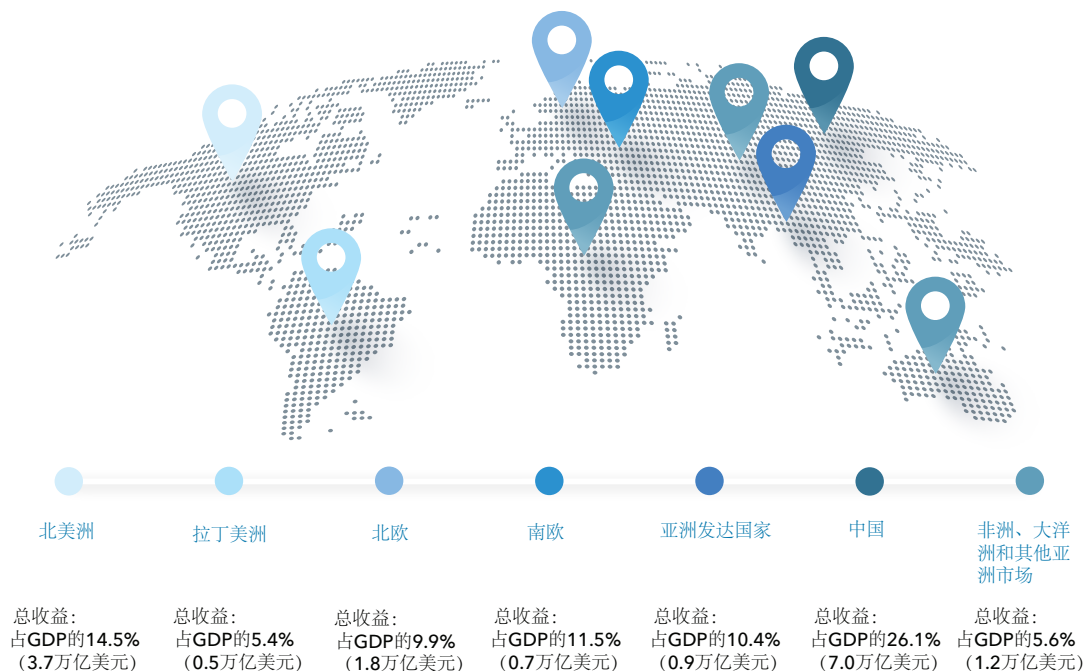 北美洲
总收益：
占GDP的14.5%
（3.7万亿美元）
拉丁美洲
总收益：
占GDP的5.4%
（0.5万亿美元）
北欧
总收益：
占GDP的9.9%
（1.8万亿美元）
南欧
总收益：
占GDP的11.5%
（0.7万亿美元）
亚洲发达国家
总收益：
占GDP的10.4%
（0.9万亿美元）
中国
总收益：
占GDP的26.1%
（7.0万亿美元）
非洲、大洋
洲和其他亚
洲市场
总收益：
占GDP的5.6%
（1.2万亿美元）